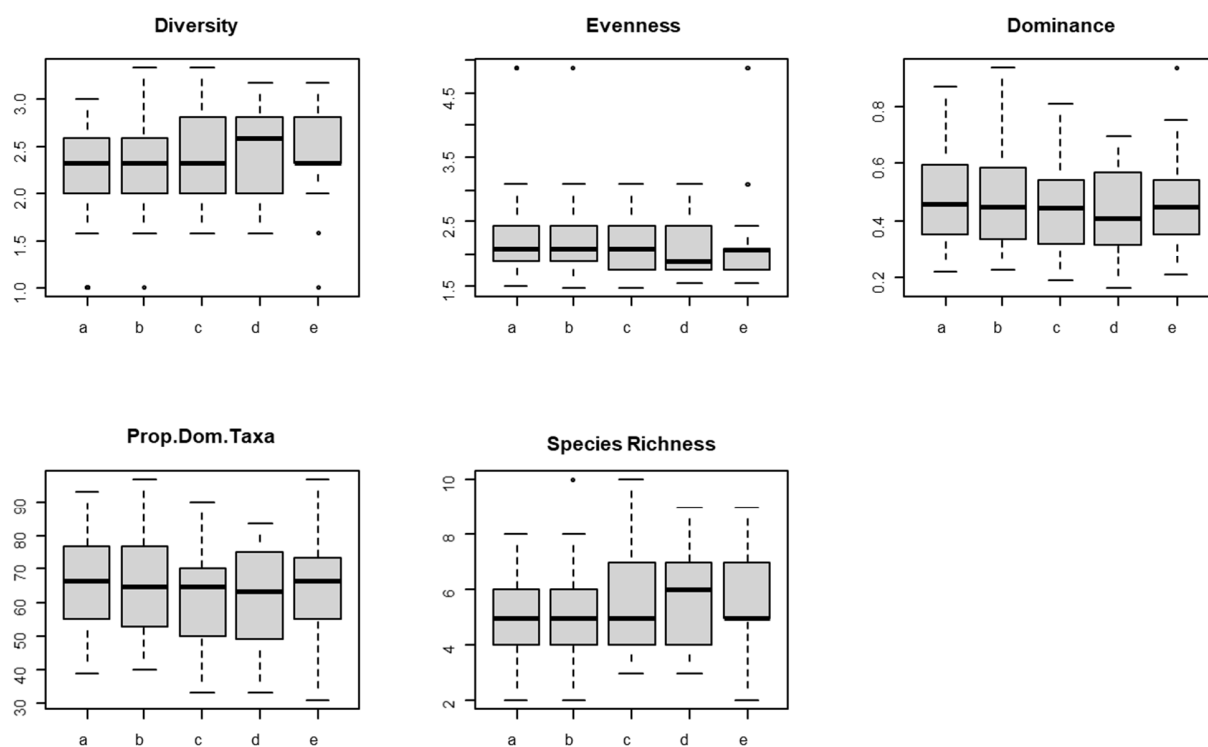 Diversity
3.0
2.5
2.0
1.5
1.0
a b c d e
Evenness
4.5
3.5
2.5
1.5
a b c d e
Dominance
0.8
0.6
0.4
0.2
a b c d e
Prop.Dom.Taxa
90
80
70
60
50
40
30
a b c d e
Species Richness
10
8
6
4
2
a b c d e